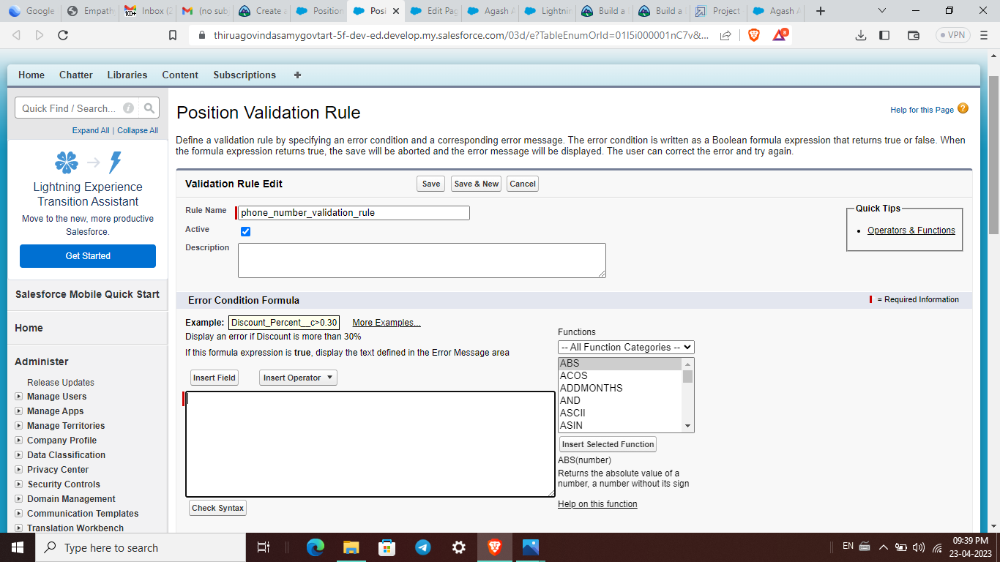 Google
Empath
100+ Inbox (2
(no sub
Create a
Position
Posi
Edit Pag
Agash A
Lightnin
Build a
Build a
Project
Agash A
thiruagovindasamygovtart-5f-dev-ed.develop.my.salesforce.com/03d/e?TableEnumOrId=01I5i000001nC7v&...
8
VPN
Home Chatter Libraries Content Subscriptions +
Quick Find / Search...
Expand All | Collapse All
Lightning Experience
Transition Assistant
Move to the new, more productive
Salesforce.
Get Started
Salesforce Mobile Quick Start
Home
Administer
Release Updates
Manage Users
Manage Apps
Manage Territories
Company Profile
Data Classification
Privacy Center
Security Controls
Domain Management
Communication Templates
Translation Workbench
Position Validation Rule
Help for this Page ?
Define a validation rule by specifying an error condition and a corresponding error message. The error condition is written as a Boolean formula expression that returns true or false. When
the formula expression returns true, the save will be aborted and the error message will be displayed. The user can correct the error and try again.
Validation Rule Edit
Save Save & New Cancel
Rule Name phone_number_validation_rule
Active
Description
Quick Tips
• Operators & Functions
Error Condition Formula
= Required Information
Example: Discount_Percent__c>0.30 More Examples...
Display an error if Discount is more than 30%
If this formula expression is true, display the text defined in the Error Message area
Insert Field Insert Operator
Check Syntax
Functions
-- All Function Categories --
ABS
ACOS
ADDMONTHS
AND
ASCII
ASIN
Insert Selected Function
ABS(number)
Returns the absolute value of a
number, a number without its sign
Help on this function
Type here to search
EN
09:39 PM
23-04-2023